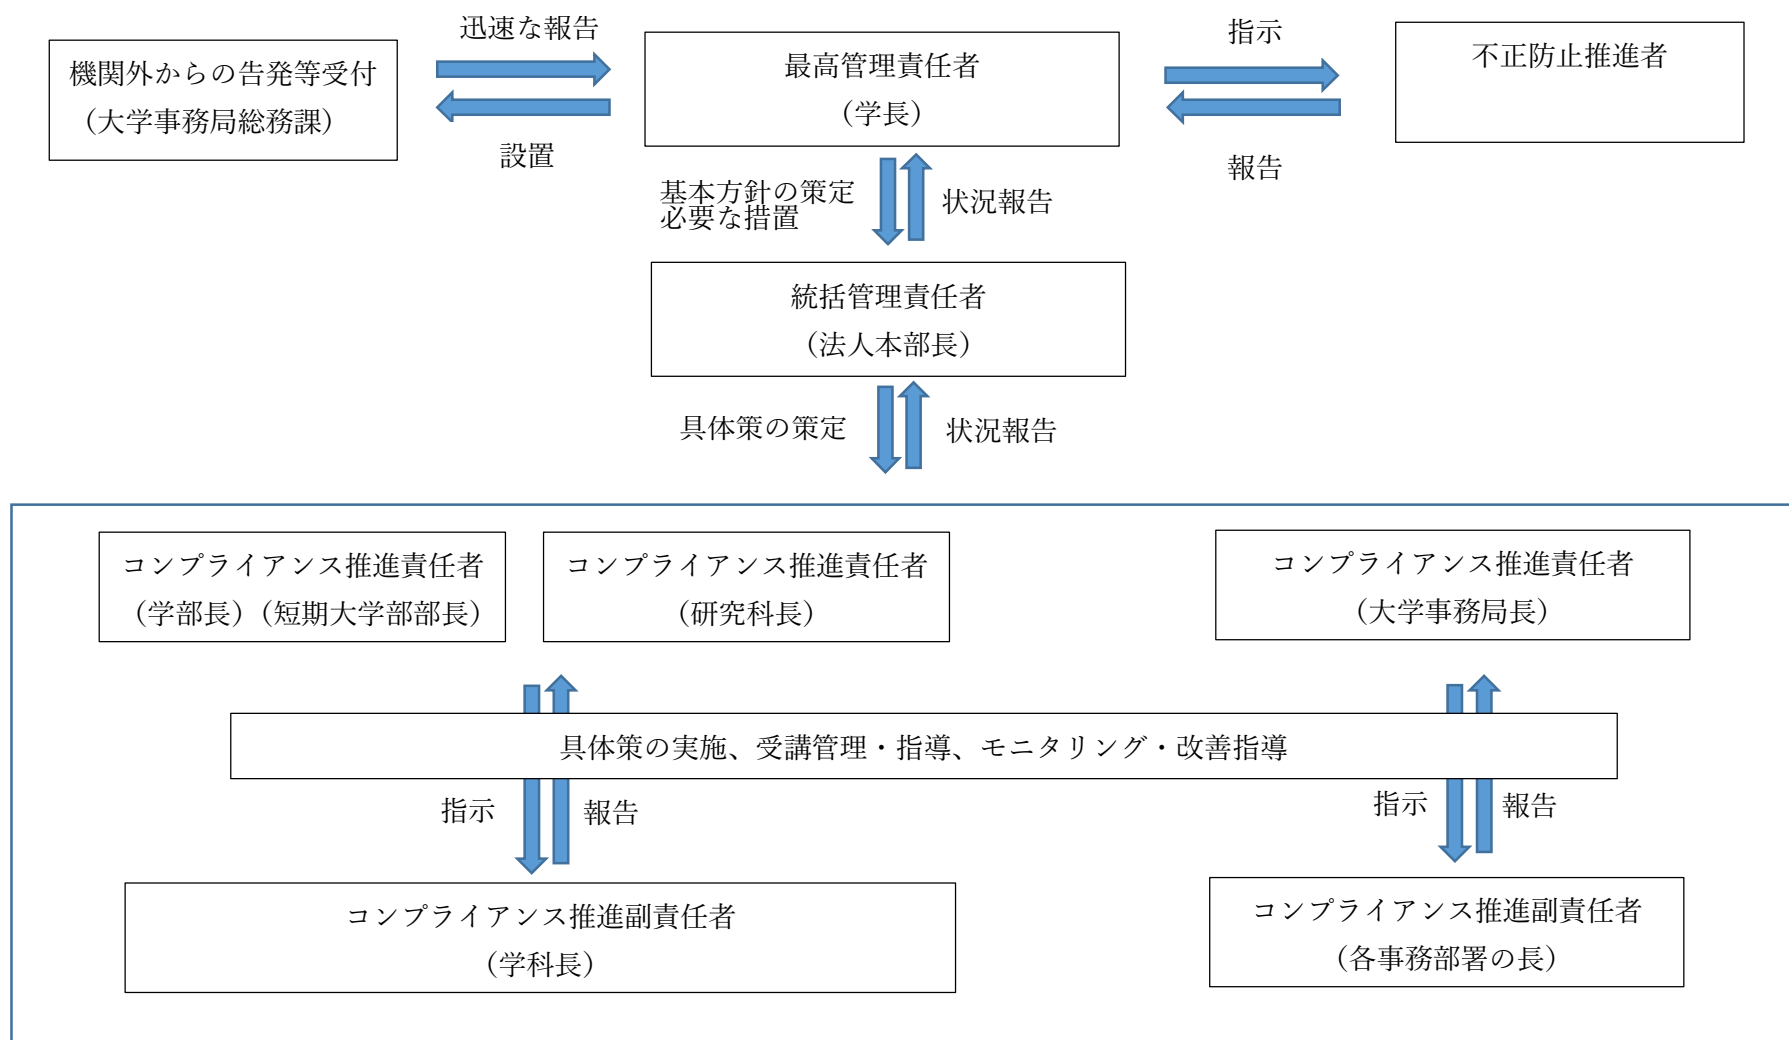 迅速な報告
機関外からの告発等受付
（大学事務局総務課）
設置
最高管理責任者
（学長）
指示
報告
不正防止推進者
基本方針の策定
必要な措置
状況報告
統括管理責任者
（法人本部長）
具体策の策定
状況報告
コンプライアンス推進責任者
（学部長）（短期大学部部長）
コンプライアンス推進責任者
（研究科長）
コンプライアンス推進責任者
（大学事務局長）
具体策の実施、受講管理・指導、モニタリング・改善指導
指示
報告
指示
報告
コンプライアンス推進副責任者
（学科長）
コンプライアンス推進副責任者
（各事務部署の長）